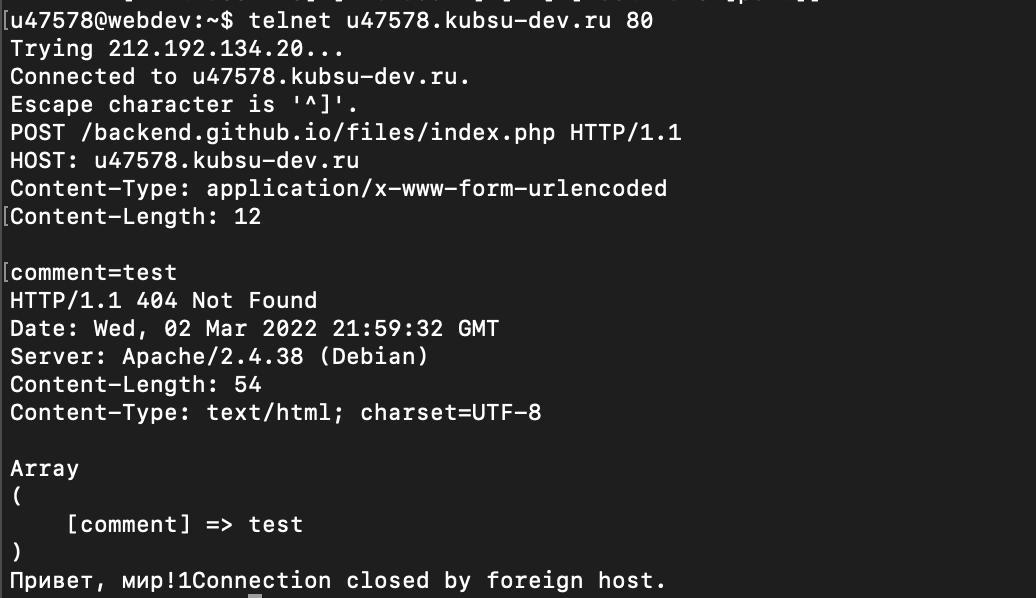 u47578@webdev:~$ telnet u47578.kubsu-dev.ru 80
Trying 212.192.134.20...
Connected to u47578.kubsu-dev.ru.
Escape character is '^]'.
POST /backend.github.io/files/index.php HTTP/1.1
HOST: u47578.kubsu-dev.ru
Content-Type: application/x-www-form-urlencoded
Content-Length: 12

comment=test
HTTP/1.1 404 Not Found
Date: Wed, 02 Mar 2022 21:59:32 GMT
Server: Apache/2.4.38 (Debian)
Content-Length: 54
Content-Type: text/html; charset=UTF-8

Array
(
    [comment] => test
)
Привет, мир!1Connection closed by foreign host.